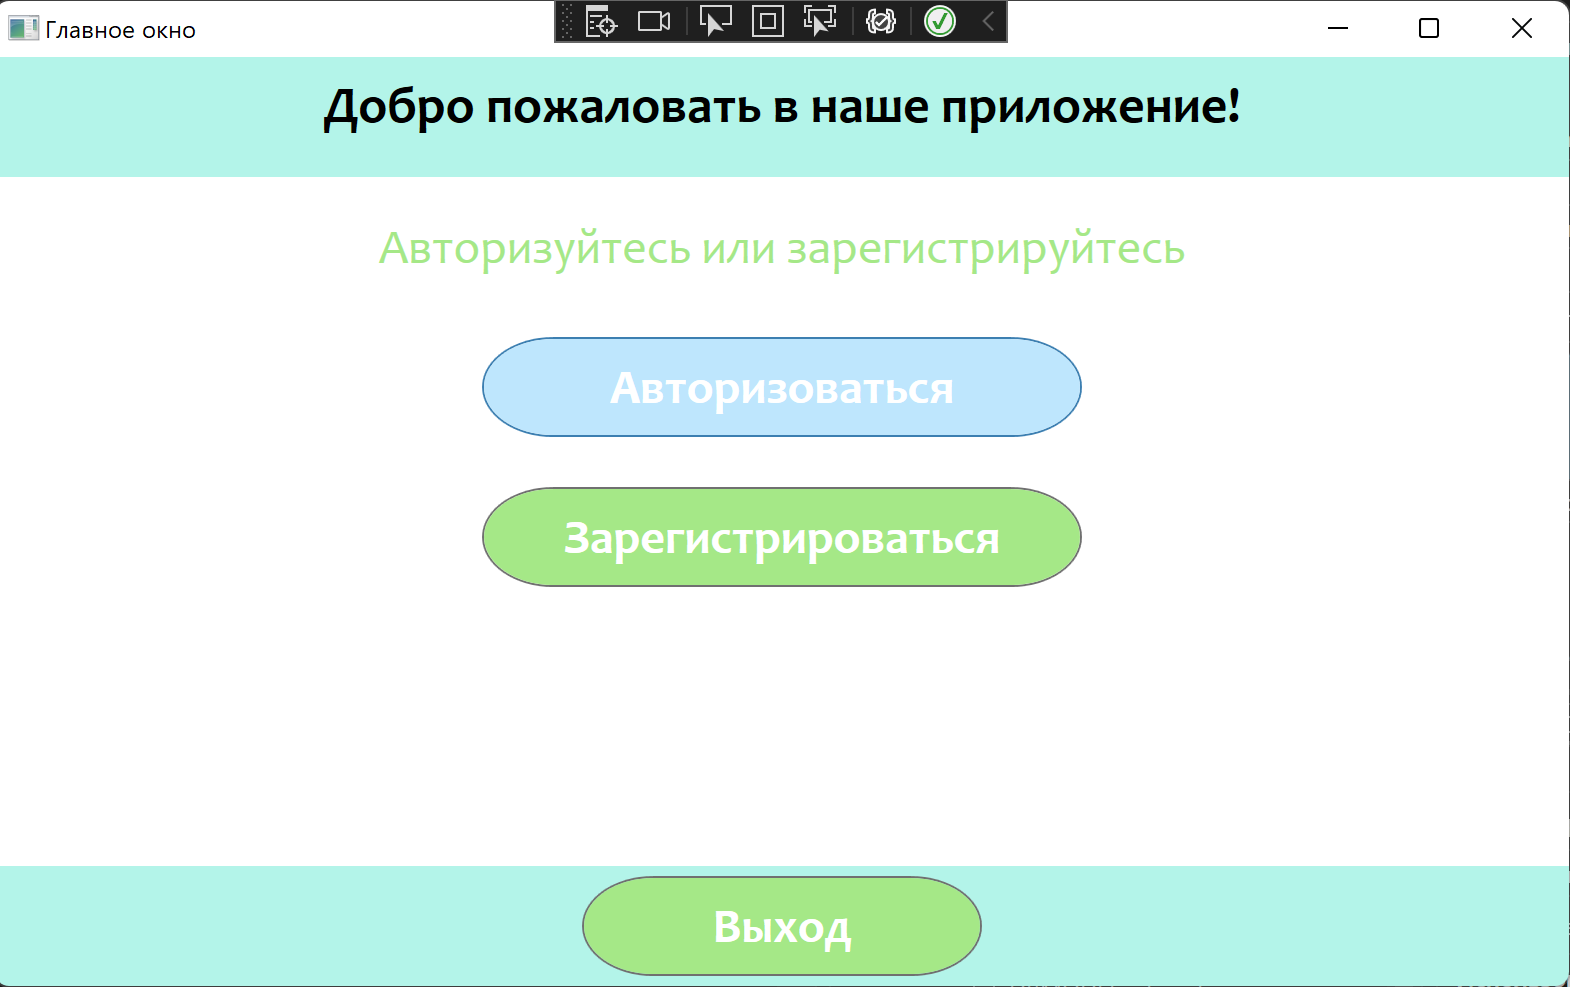 Главное окно
Добро пожаловать в наше приложение!
Авторизуйтесь или зарегистрируйтесь
Авторизоваться
Зарегистрироваться
Выход